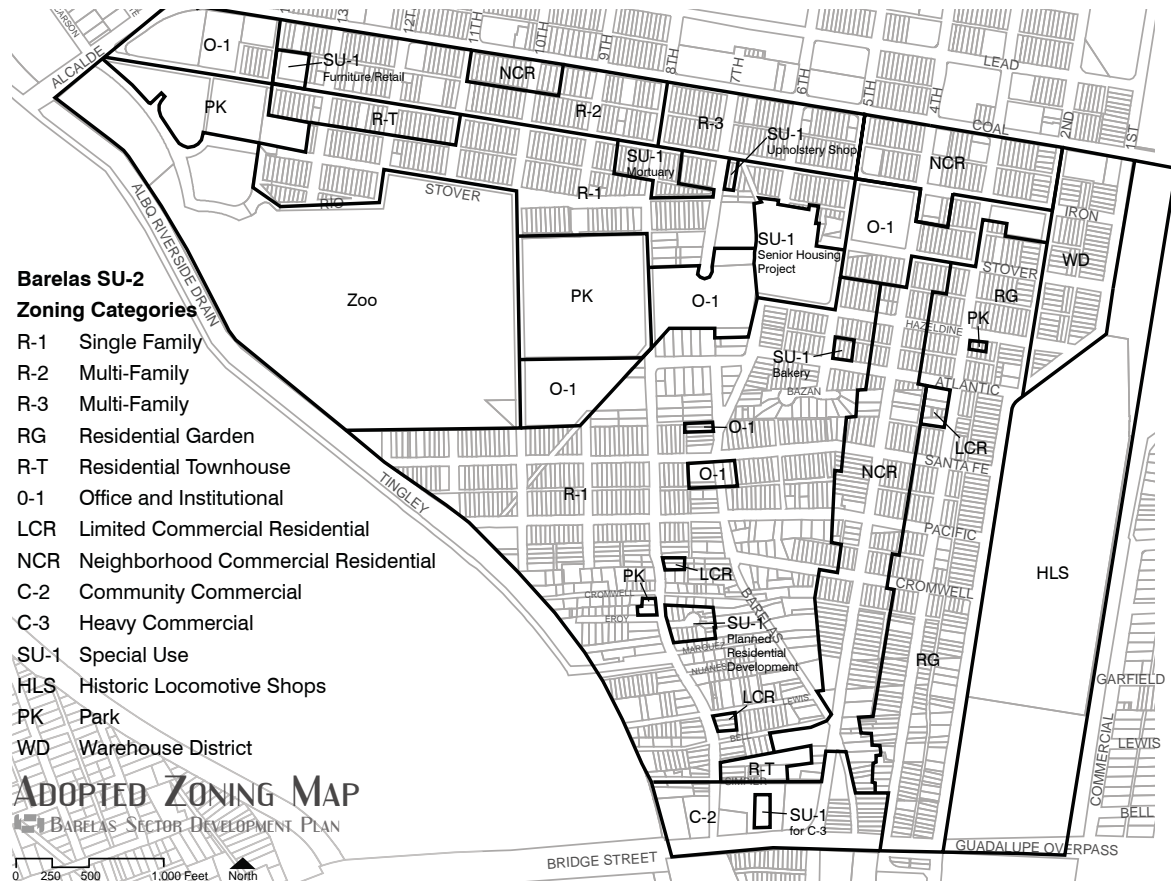 CARSON
ALCALDE
13
12TH
11TH
10TH
9TH
8TH
7TH
6TH
5TH
4TH
2ND
1ST
LEAD
COAL
O-1
SU-1
Furniture/Retail
NCR
PK
R-T
R-2
R-3
SU-1
Upholstery Shop
NCR
SU-1
Mortuary
R-1
RIO
STOVER
IRON
O-1
WD
SU-1
Senior Housing
Project
STOVER
RG
ALBQ RIVERSIDE DRAIN
Zoo
PK
O-1
HAZELDINE
PK
SU-1
Bakery
BAZAN
ATLANTIC
O-1
O-1
LCR
O-1
SANTA FE
NCR
R-1
TINGLEY
PACIFIC
LCR
PK
CROMWELL
EROY
CROMWELL
HLS
BARELAS
SU-1
Planned
Residential
Development
MARQUEZ
NUANES
RG
GARFIELD
LCR
LEWIS
BELL
LEWIS
COMMERCIAL
R-T
SIMPIER
C-2
SU-1
for C-3
BELL
BRIDGE STREET
GUADALUPE OVERPASS
Barelas SU-2
Zoning Categories
R-1 Single Family
R-2 Multi-Family
R-3 Multi-Family
RG Residential Garden
R-T Residential Townhouse
0-1 Office and Institutional
LCR Limited Commercial Residential
NCR Neighborhood Commercial Residential
C-2 Community Commercial
C-3 Heavy Commercial
SU-1 Special Use
HLS Historic Locomotive Shops
PK Park
WD Warehouse District
ADOPTED ZONING MAP
BARELAS SECTOR DEVELOPMENT PLAN
0 250 500 1,000 Feet North